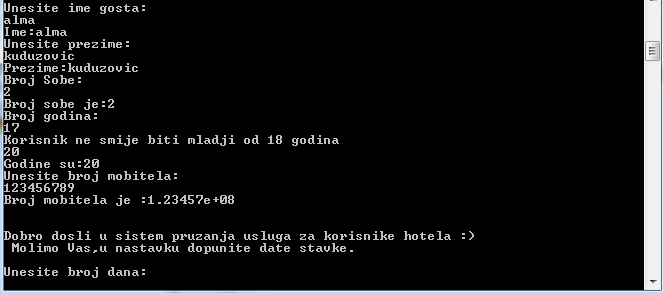 Unesite ime gosta:
alma
Ime:alma
Unesite prezime:
kuduzovic
Prezime:kuduzovic
Broj Sobe:
2
Broj sobe je:2
Broj godina:
17
Korisnik ne smije biti mladji od 18 godina
20
Godine su:20
Unesite broj mobitela:
123456789
Broj mobitela je :1.23457e+08
Dobro dosli u sistem pruzanja usluga za korisnike hotela :)
Molimo Vas,u nastavku dopunite date stavke.
Unesite broj dana: